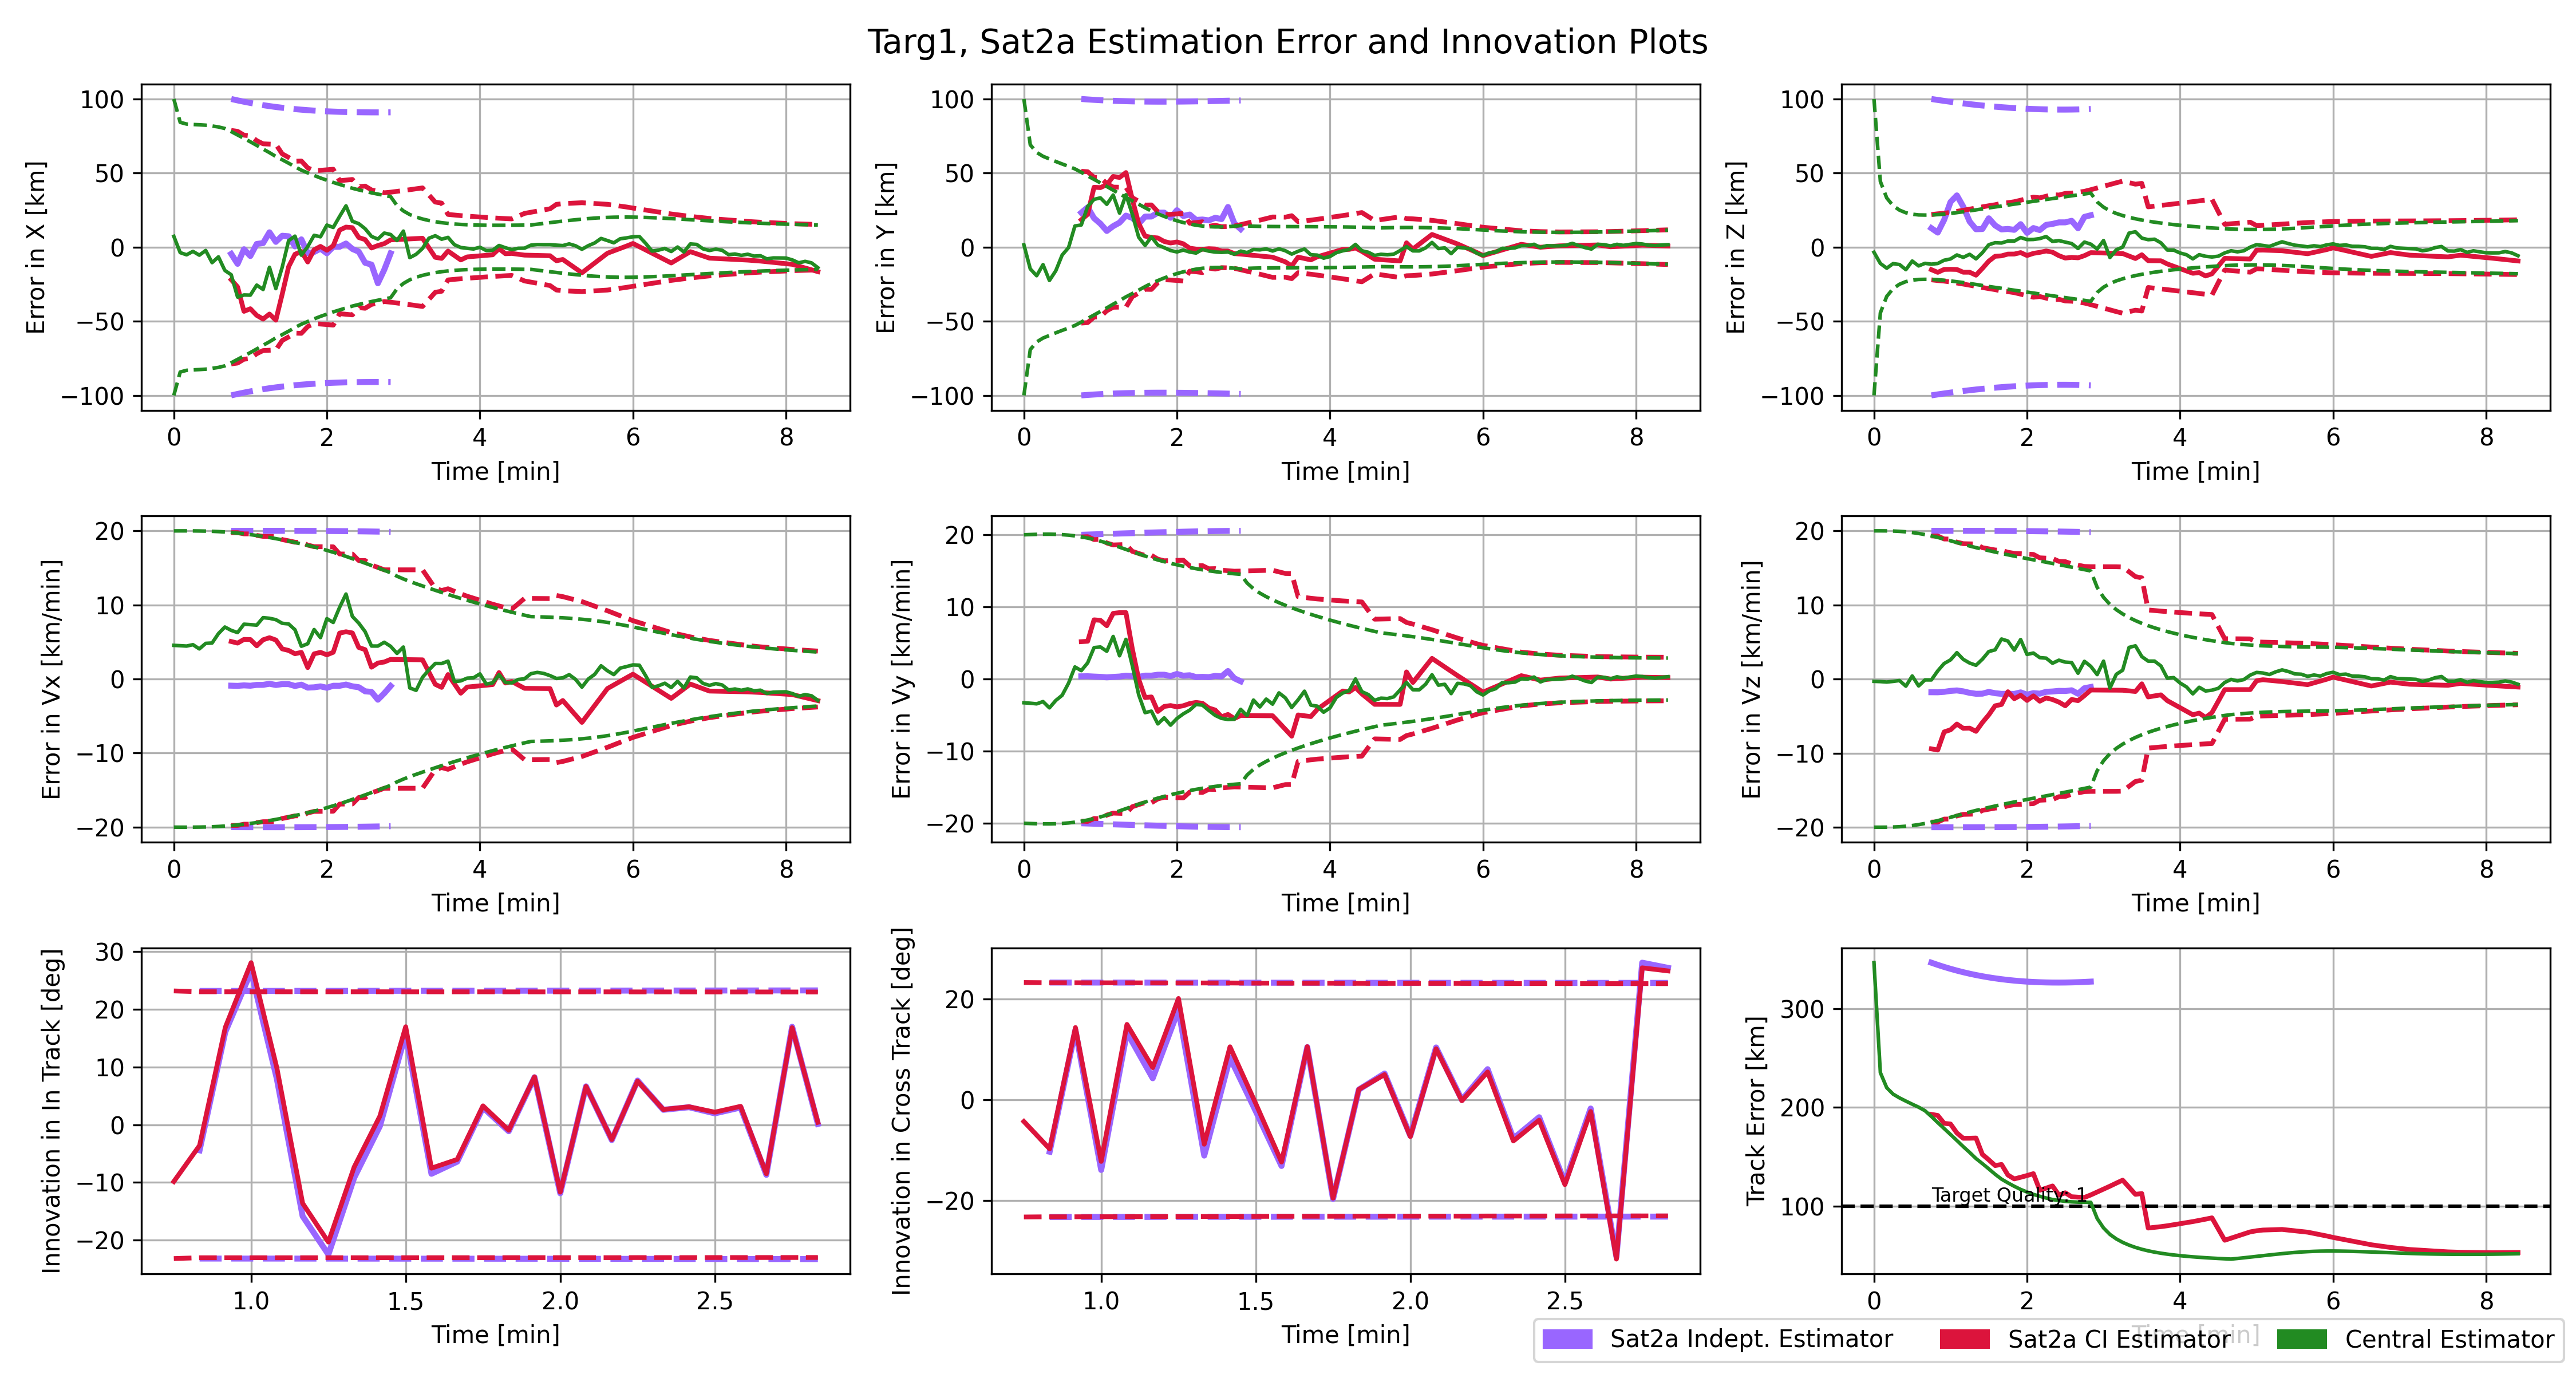 Targ1, Sat2a Estimation Error and Innovation Plots
Error in X [km]
100
50
0
−50
−100
0 2 4 6 8
Time [min]
Error in Y [km]
100
50
0
−50
−100
0 2 4 6 8
Time [min]
Error in Z [km]
100
50
0
−50
−100
0 2 4 6 8
Time [min]
Error in Vx [km/min]
20
10
0
−10
−20
0 2 4 6 8
Time [min]
Error in Vy [km/min]
20
10
0
−10
−20
0 2 4 6 8
Time [min]
Error in Vz [km/min]
20
10
0
−10
−20
0 2 4 6 8
Time [min]
Innovation in In Track [deg]
30
20
10
0
−10
−20
1.0 1.5 2.0 2.5
Time [min]
Innovation in Cross Track [deg]
20
0
−20
1.0 1.5 2.0 2.5
Time [min]
Track Error [km]
300
200
100
Target Quality: 1
0 2 4 6 8
Time [min]
Sat2a Indept. Estimator Sat2a CI Estimator Central Estimator